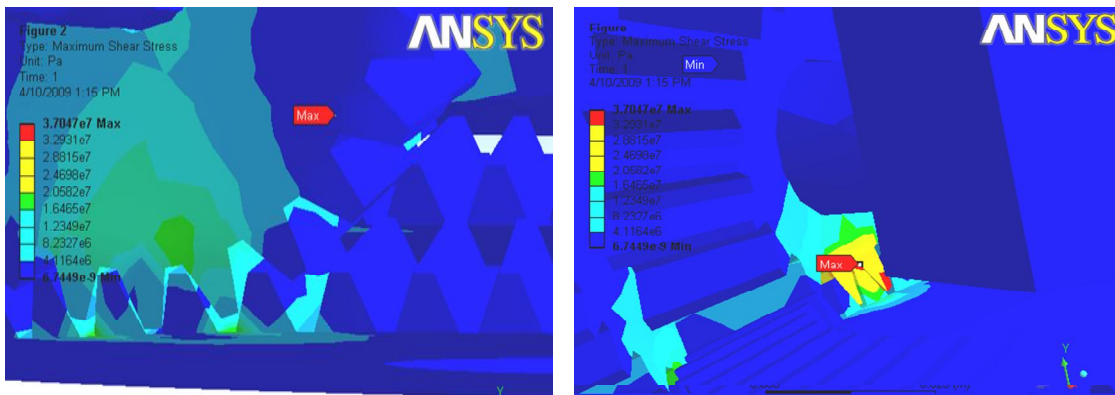 ANSYS
Figure 2
Type: Maximum Shear Stress
Unit: Pa
Time: 1
4/10/2009 1:15 PM
Max
3.7047e7 Max
3.2931e7
2.8815e7
2.4698e7
2.0582e7
1.6465e7
1.2349e7
8.2327e6
4.1164e6
6.7449e-9 Min
Y
ANSYS
Figure
Type: Maximum Shear Stress
Unit: Pa
Min
Time: 1
4/10/2009 1:15 PM
3.7047e7 Max
3.2931e7
2.8815e7
2.4698e7
2.0582e7
1.6465e7
1.2349e7
8.2327e6
4.1164e6
6.7449e-9 Min
Max
Y